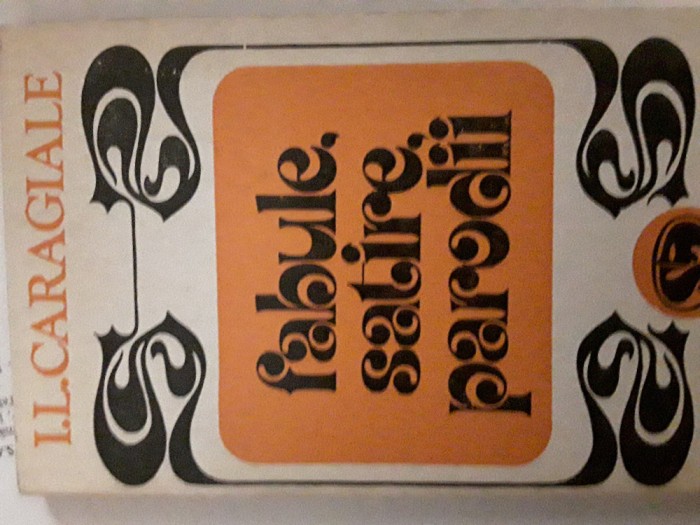 I.L.CARAGIALE
fabule,
satire,
parodii